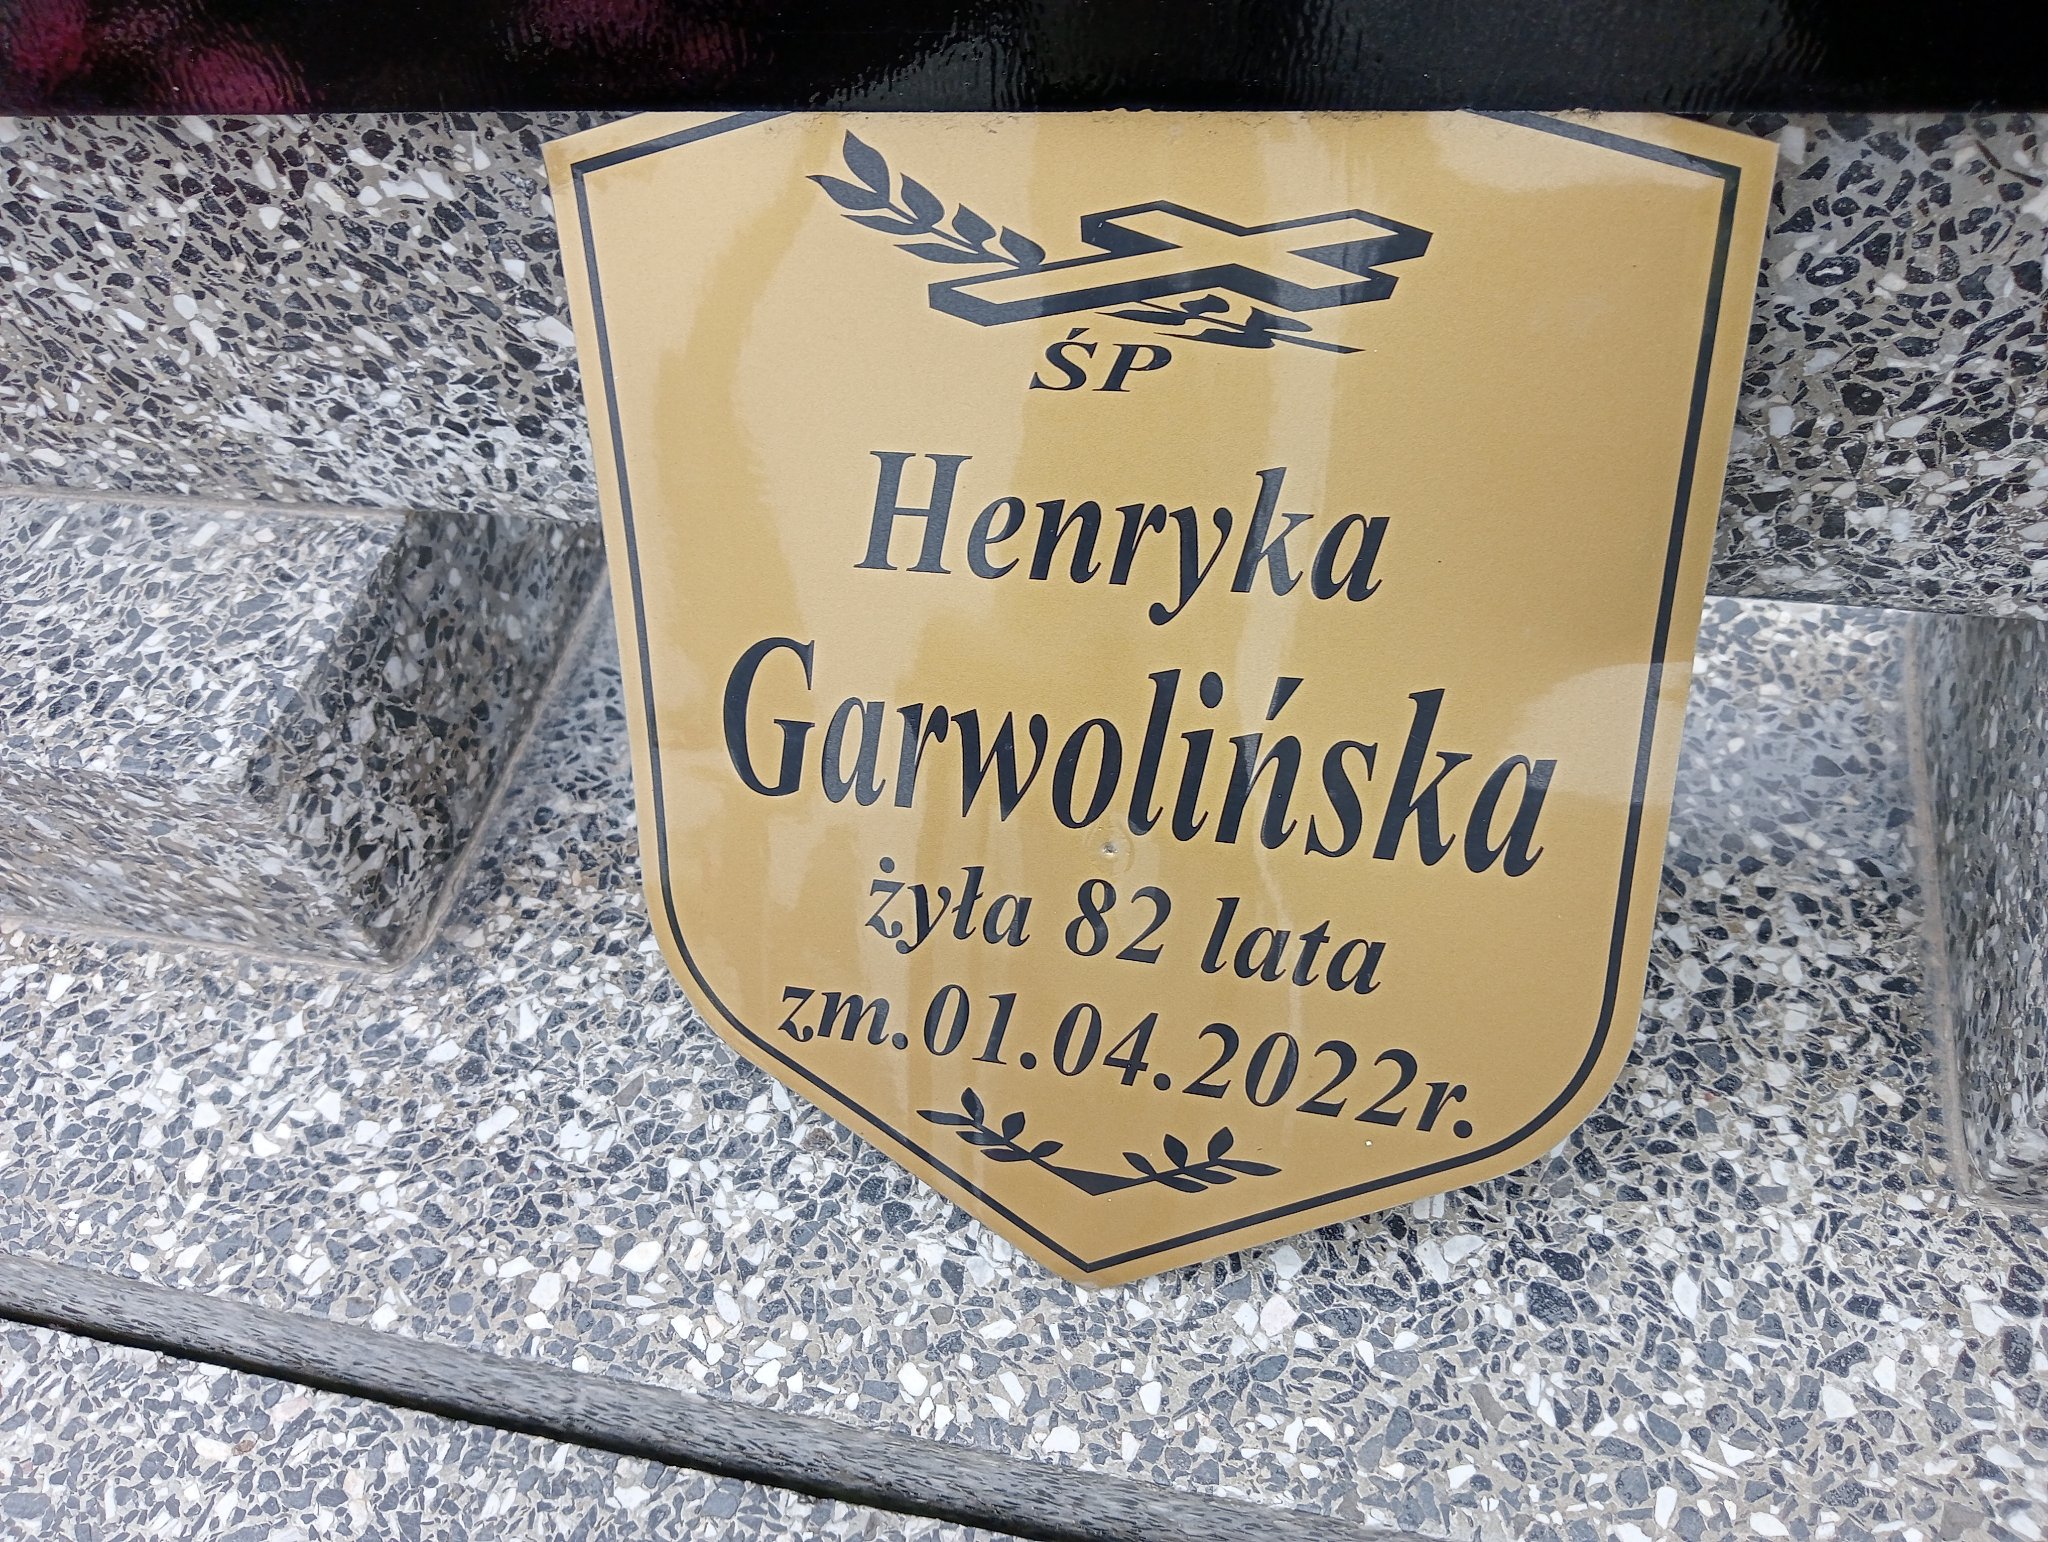 ŚP
Henryka
Garwolińska
żyła 82 lata
zm.01.04.2022r.